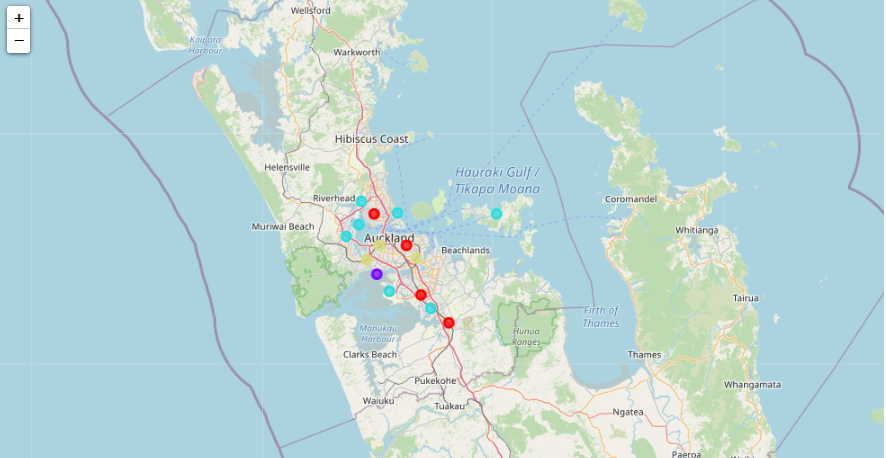 +
−
Wellsford
Kaipara
Harbour
Warkworth
Hibiscus Coast
Helensville
Hauraki Gulf /
Tīkapa Moana
Riverhead
Coromandel
Muriwai Beach
Whitianga
Auckland
Beachlands
Tairua
Firth of
Thames
Manukau
Harbour
Hunua
Ranges
Clarks Beach
Thames
Pukekohe
Whangamata
Waiuku
Tuakau
Ngatea
Paeroa